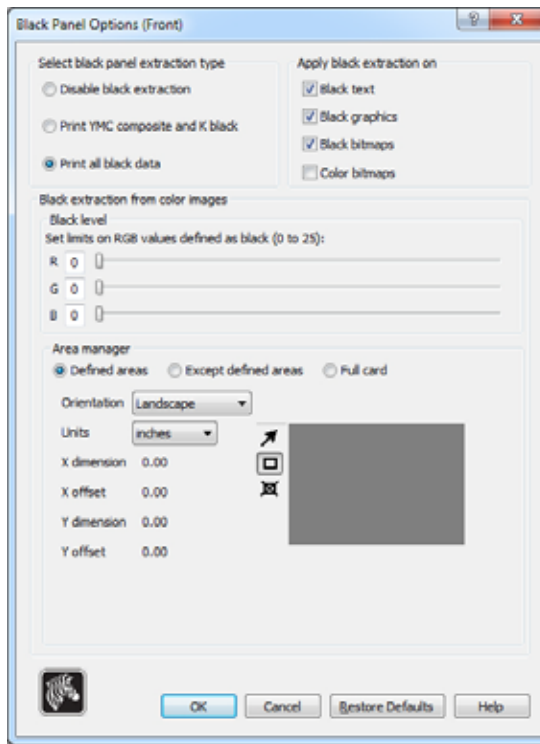 Black Panel Options (Front)
Select black panel extraction type
Disable black extraction
Print YMC composite and K black
Print all black data
Apply black extraction on
Black text
Black graphics
Black bitmaps
Color bitmaps
Black extraction from color images
Black level
Set limits on RGB values defined as black (0 to 25):
R 0
G 0
B 0
Area manager
Defined areas Except defined areas Full card
Orientation Landscape
Units inches
X dimension 0.00
X offset 0.00
Y dimension 0.00
Y offset 0.00
OK Cancel Restore Defaults Help